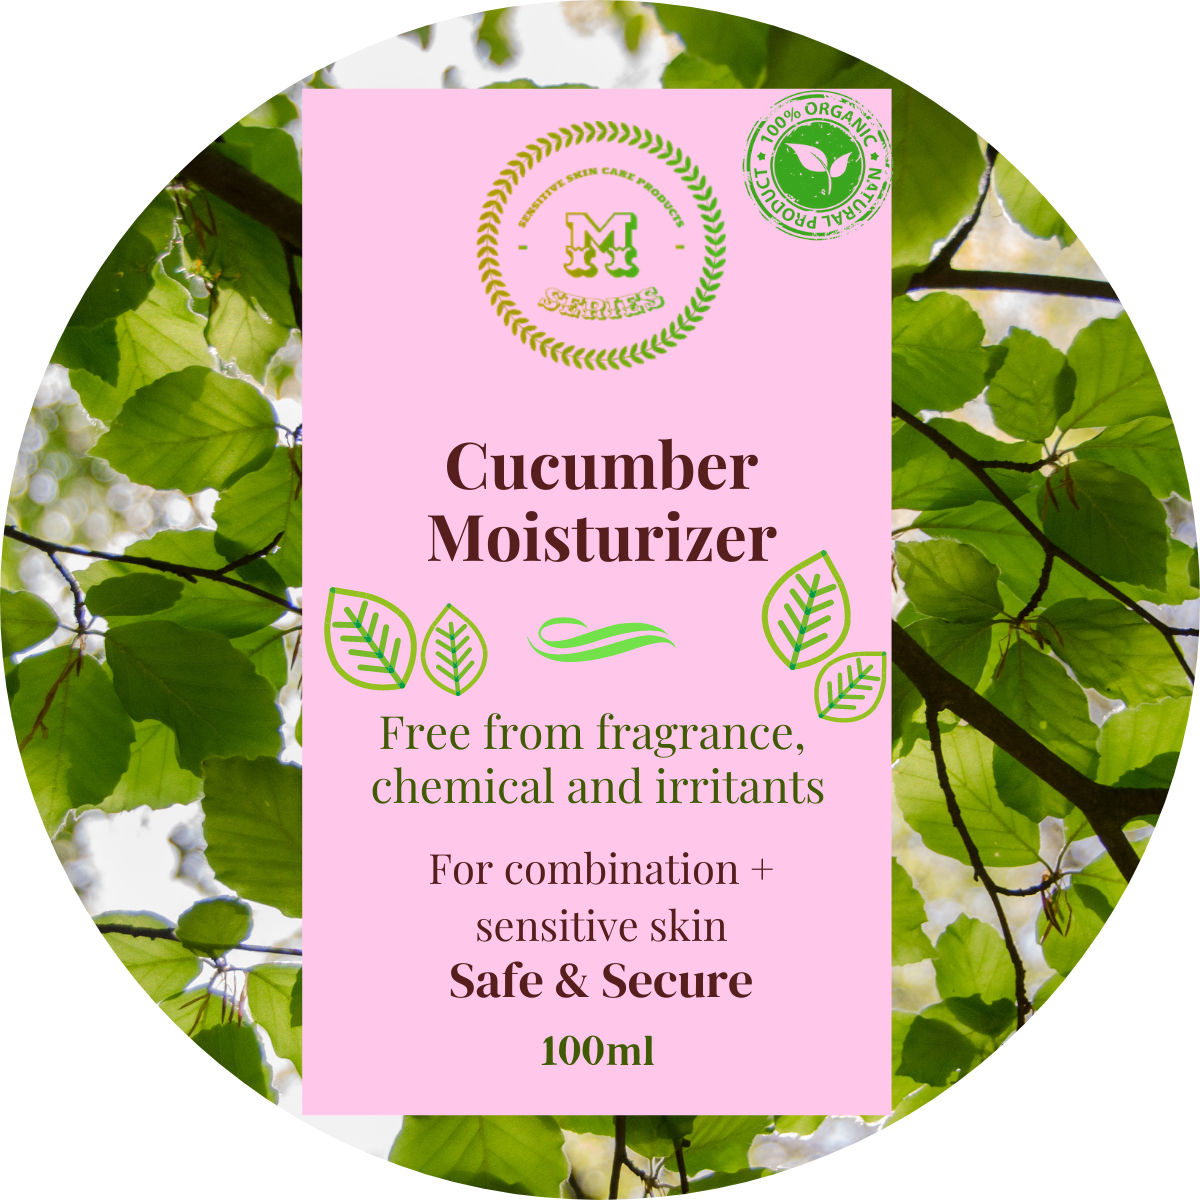 100% ORGANIC
NATURAL PRODUCT
SENSITIVE SKIN CARE PRODUCTS
M
SERIES
Cucumber
Moisturizer
Free from fragrance,
chemical and irritants
For combination +
sensitive skin
Safe & Secure
100ml